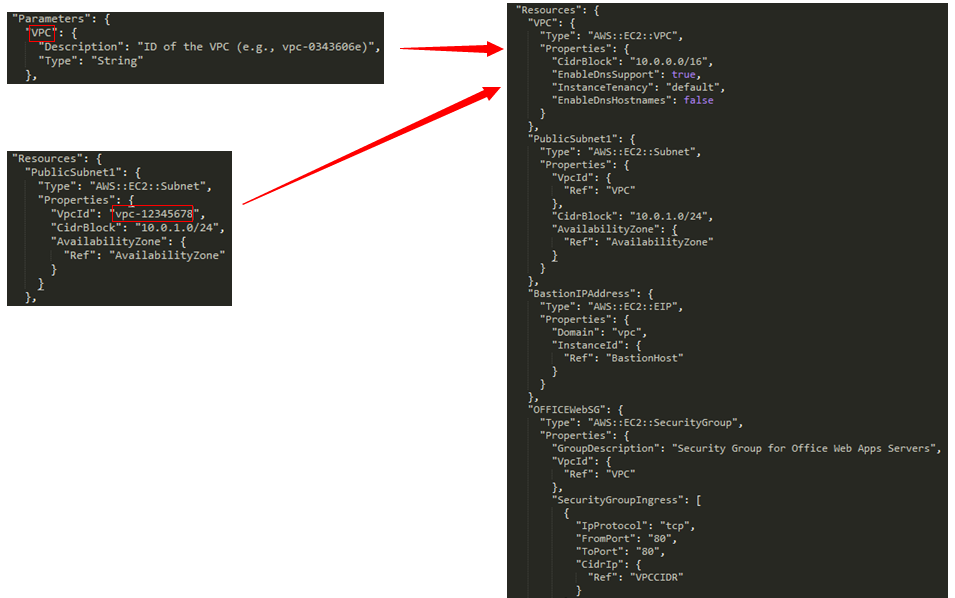 "Parameters": {
"VPC": {
"Description": "ID of the VPC (e.g., vpc-0343606e)",
"Type": "String"
},
"Resources": {
"PublicSubnet1": {
"Type": "AWS::EC2::Subnet",
"Properties": {
"VpcId": "vpc-12345678",
"CidrBlock": "10.0.1.0/24",
"AvailabilityZone": {
"Ref": "AvailabilityZone"
}
}
},
"Resources": {
"VPC": {
"Type": "AWS::EC2::VPC",
"Properties": {
"CidrBlock": "10.0.0.0/16",
"EnableDnsSupport": true,
"InstanceTenancy": "default",
"EnableDnsHostnames": false
}
},
"PublicSubnet1": {
"Type": "AWS::EC2::Subnet",
"Properties": {
"VpcId": {
"Ref": "VPC"
},
"CidrBlock": "10.0.1.0/24",
"AvailabilityZone": {
"Ref": "AvailabilityZone"
}
}
},
"BastionIPAddress": {
"Type": "AWS::EC2::EIP",
"Properties": {
"Domain": "vpc",
"InstanceId": {
"Ref": "BastionHost"
}
}
},
"OFFICEWebSG": {
"Type": "AWS::EC2::SecurityGroup",
"Properties": {
"GroupDescription": "Security Group for Office Web Apps Servers",
"VpcId": {
"Ref": "VPC"
},
"SecurityGroupIngress": [
{
"IpProtocol": "tcp",
"FromPort": "80",
"ToPort": "80",
"CidrIp": {
"Ref": "VPCCIDR"
}